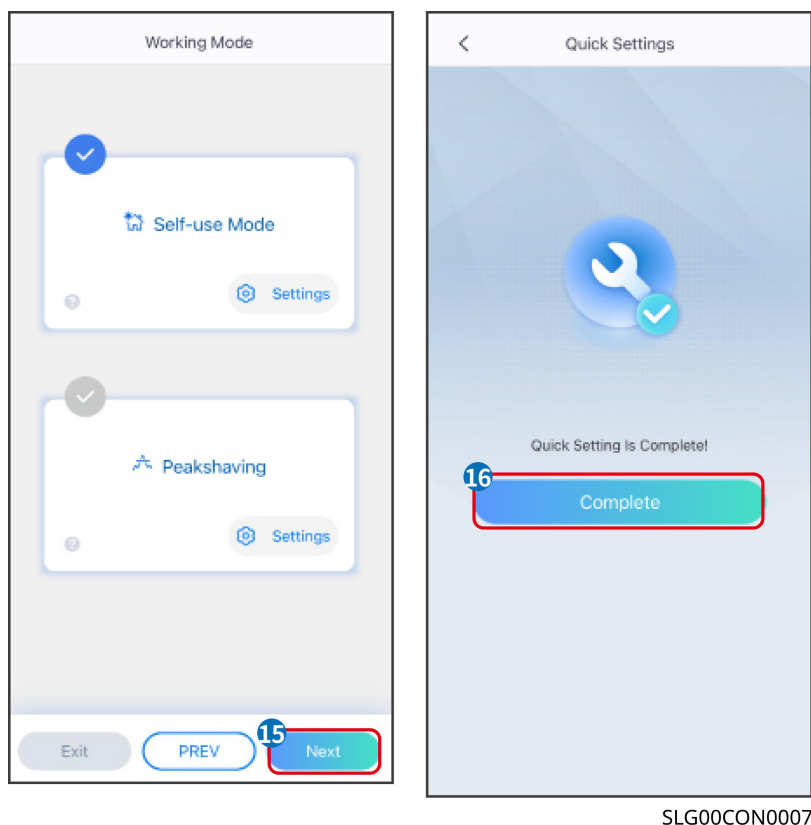 Working Mode
Self-use Mode
Settings
Peakshaving
Settings
Exit
PREV
15
Next
Quick Settings
Quick Setting Is Complete!
16
Complete
SLG00CON0007